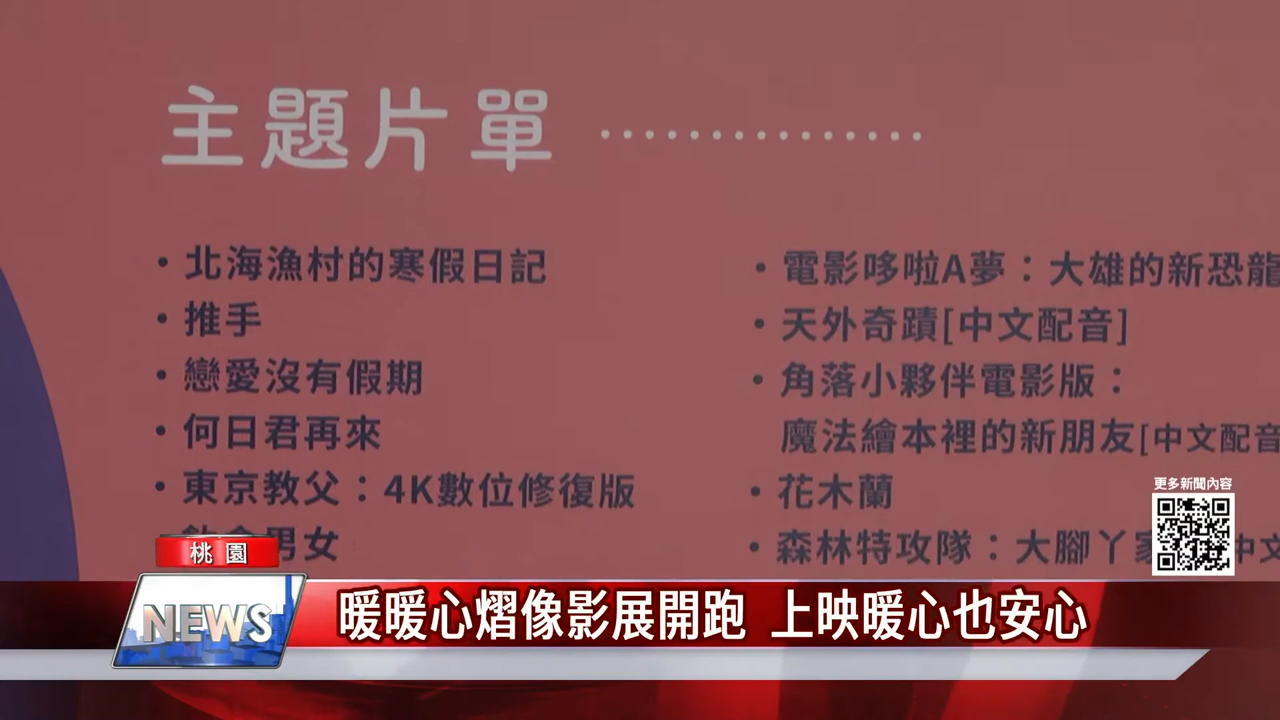 主題片單
・北海漁村的寒假日記
・推手
・戀愛沒有假期
・何日君再來
・東京教父：4K數位修復版
男女
・電影哆啦A夢：大雄的新恐龍
・天外奇蹟[中文配音]
・角落小夥伴電影版：
魔法繪本裡的新朋友[中文配音
・花木蘭
・森林特攻隊：大腳丫家
更多新聞內容
桃園
NEWS
暖暖心熠像影展開跑 上映暖心也安心